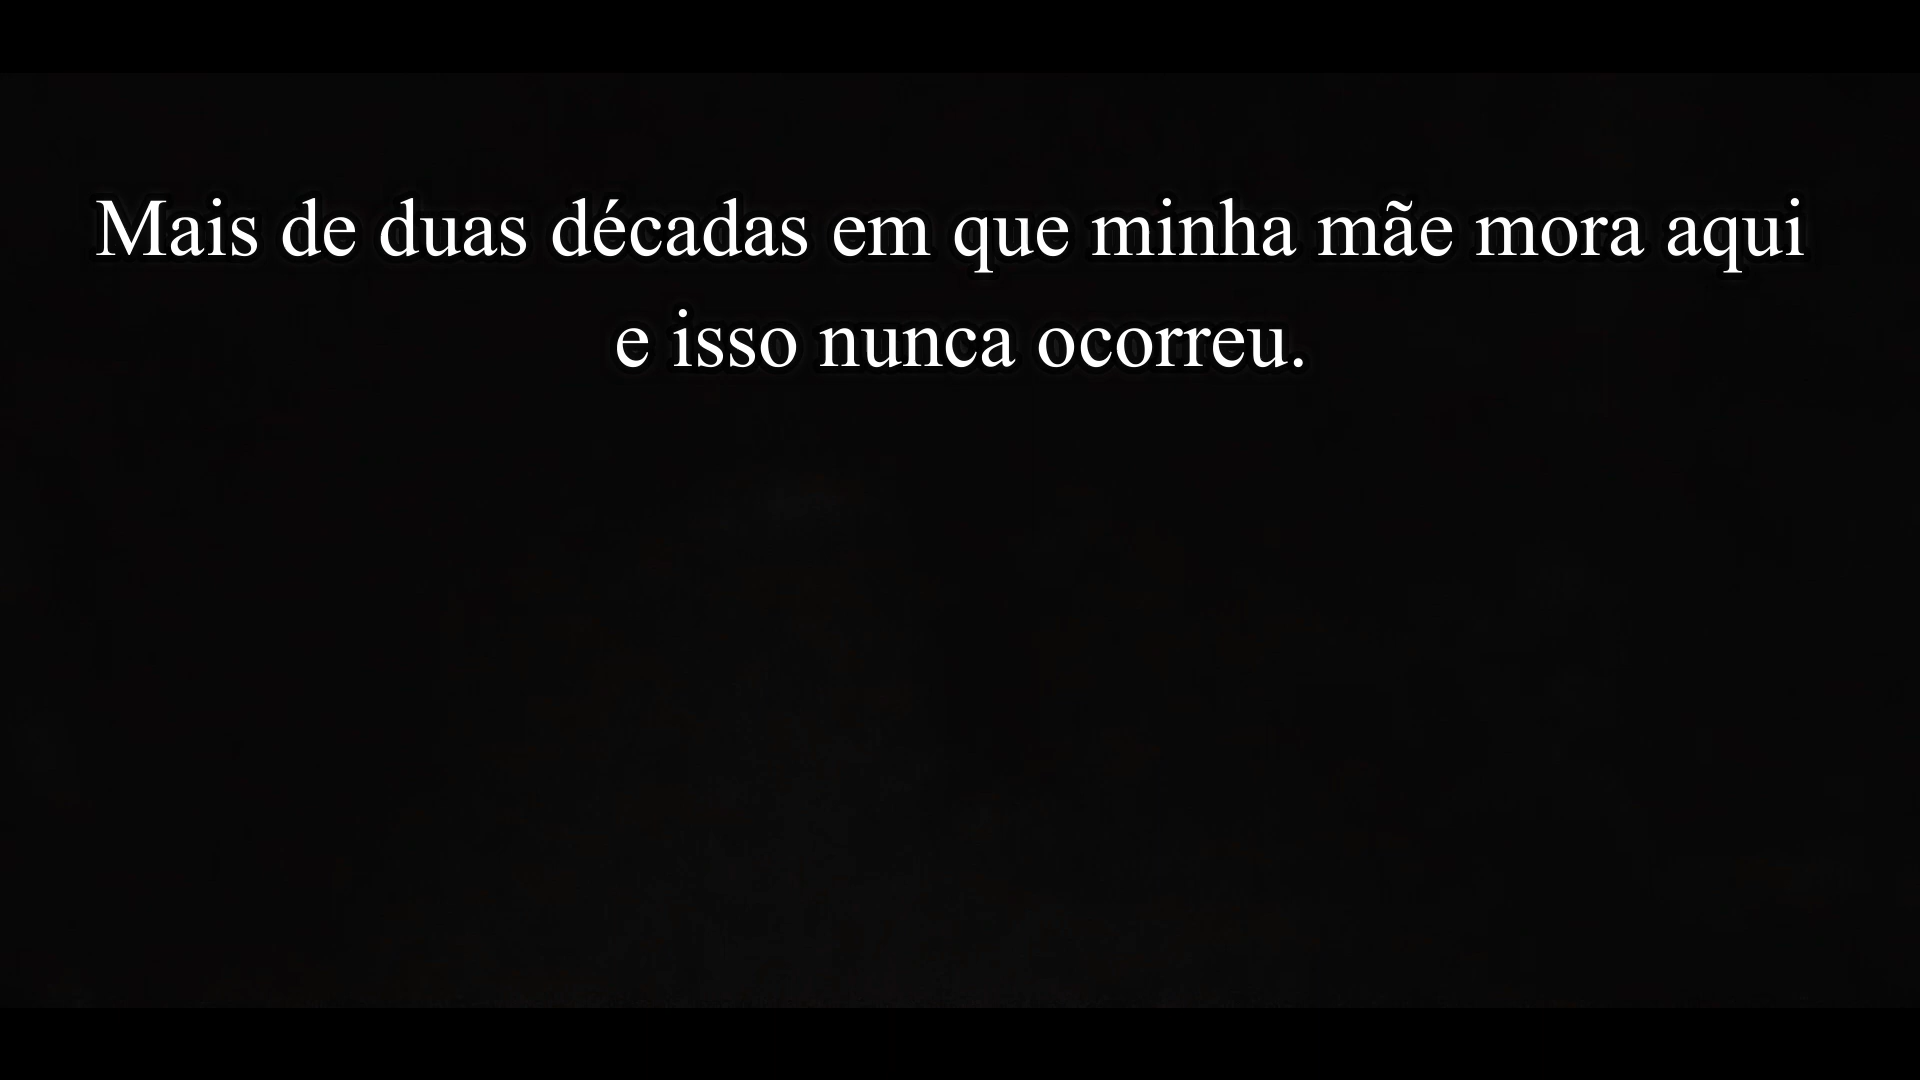 Mais de duas décadas em que minha mãe mora aqui
e isso nunca ocorreu.